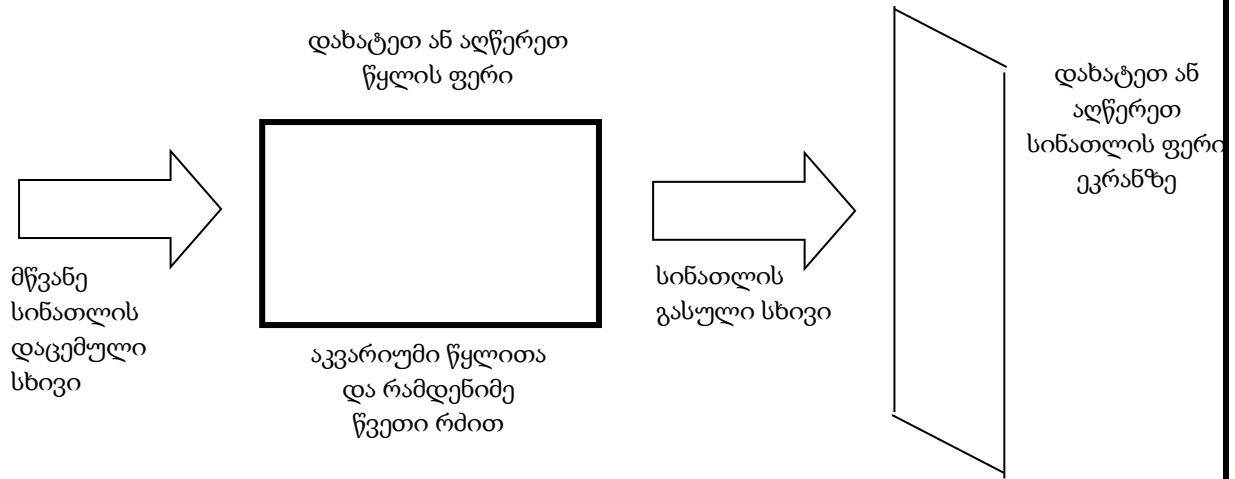 დახატეთ ან აღწერეთ
წყლის ფერი
დახატეთ ან
აღწერეთ
სინათლის ფერი
ეკრანზე
მწვანე
სინათლის
დაცემული
სხივი
სინათლის
გასული სხივი
აკვარიუმი წყლითა
და რამდენიმე
წვეთი რძით